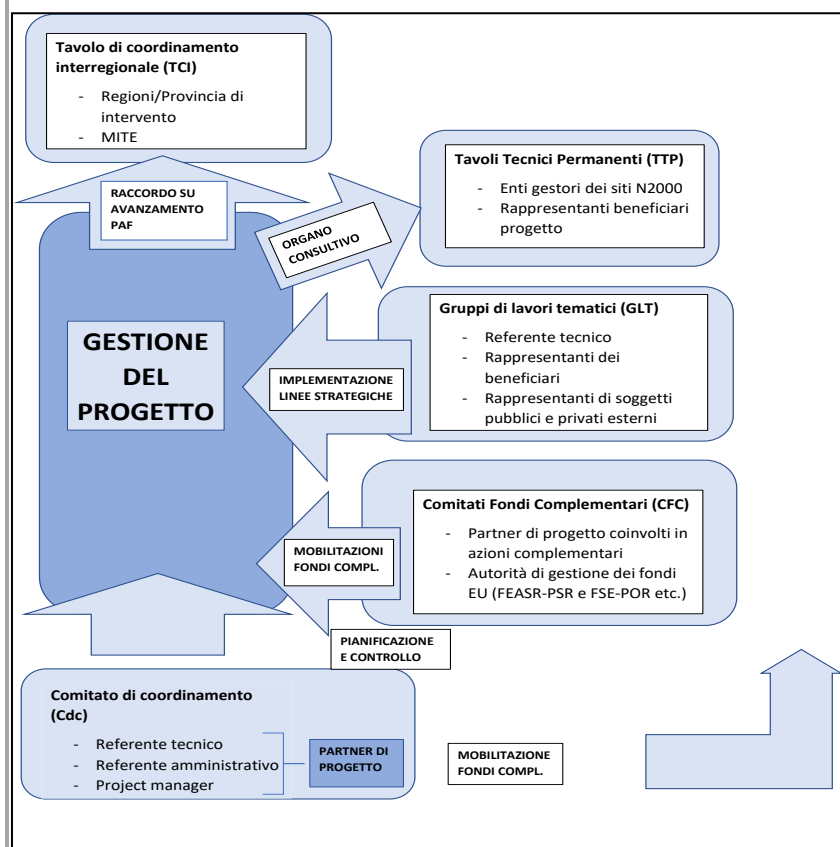 Tavolo di coordinamento
interregionale (TCI)
- Regioni/Provincia di
intervento
- MITE
RACCORDO SU
AVANZAMENTO
PAF
ORGANO
CONSULTIVO
Tavoli Tecnici Permanenti (TTP)
- Enti gestori dei siti N2000
- Rappresentanti beneficiari
progetto
GESTIONE
DEL
PROGETTO
IMPLEMENTAZIONE
LINEE STRATEGICHE
Gruppi di lavori tematici (GLT)
- Referente tecnico
- Rappresentanti dei
beneficiari
- Rappresentanti di soggetti
pubblici e privati esterni
MOBILITAZIONI
FONDI COMPL.
Comitati Fondi Complementari (CFC)
- Partner di progetto coinvolti in
azioni complementari
- Autorità di gestione dei fondi
EU (FEASR-PSR e FSE-POR etc.)
PIANIFICAZIONE
E CONTROLLO
Comitato di coordinamento
(Cdc)
- Referente tecnico
- Referente amministrativo
- Project manager
PARTNER DI
PROGETTO
MOBILITAZIONE
FONDI COMPL.